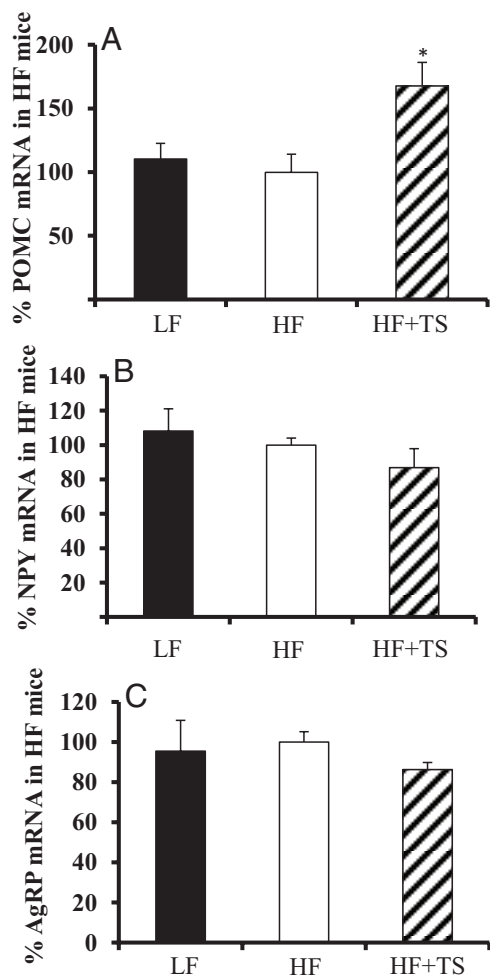 A
% POMC mRNA in HF mice
200
150
100
50
*
LF HF HF+TS
B
% NPY mRNA in HF mice
140
120
100
80
60
40
20
LF HF HF+TS
C
% AgRP mRNA in HF mice
120
100
80
60
40
20
0
LF HF HF+TS